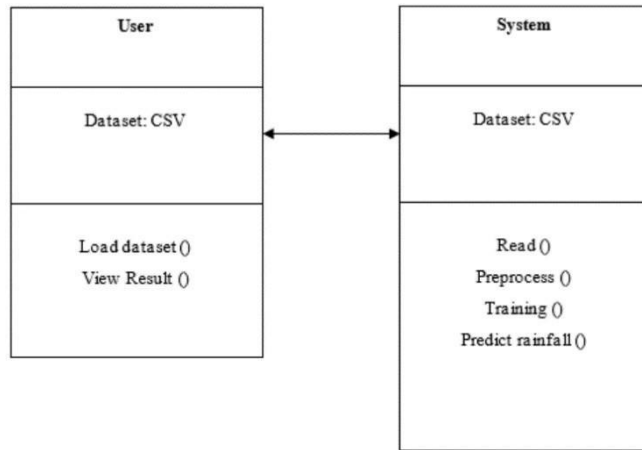 User
Dataset: CSV
Load dataset ()
View Result ()
System
Dataset: CSV
Read ()
Preprocess ()
Training ()
Predict rainfall ()